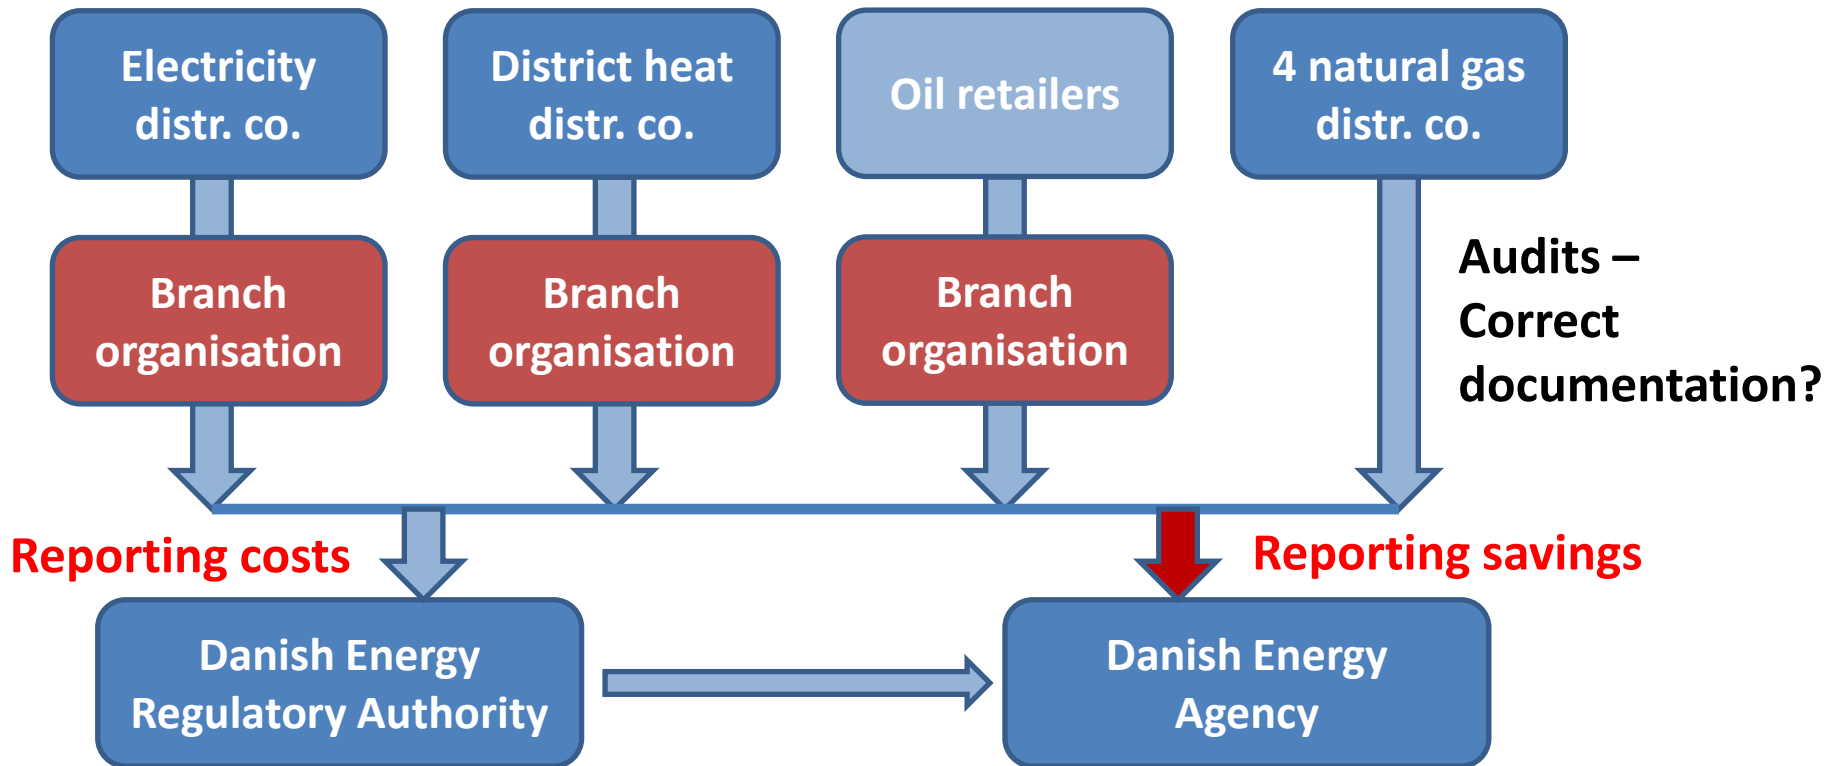 Electricity
distr. co.
District heat
distr. co.
Oil retailers
4 natural gas
distr. co.
Branch
organisation
Branch
organisation
Branch
organisation
Audits –
Correct
documentation?
Reporting costs
Reporting savings
Danish Energy
Regulatory Authority
Danish Energy
Agency